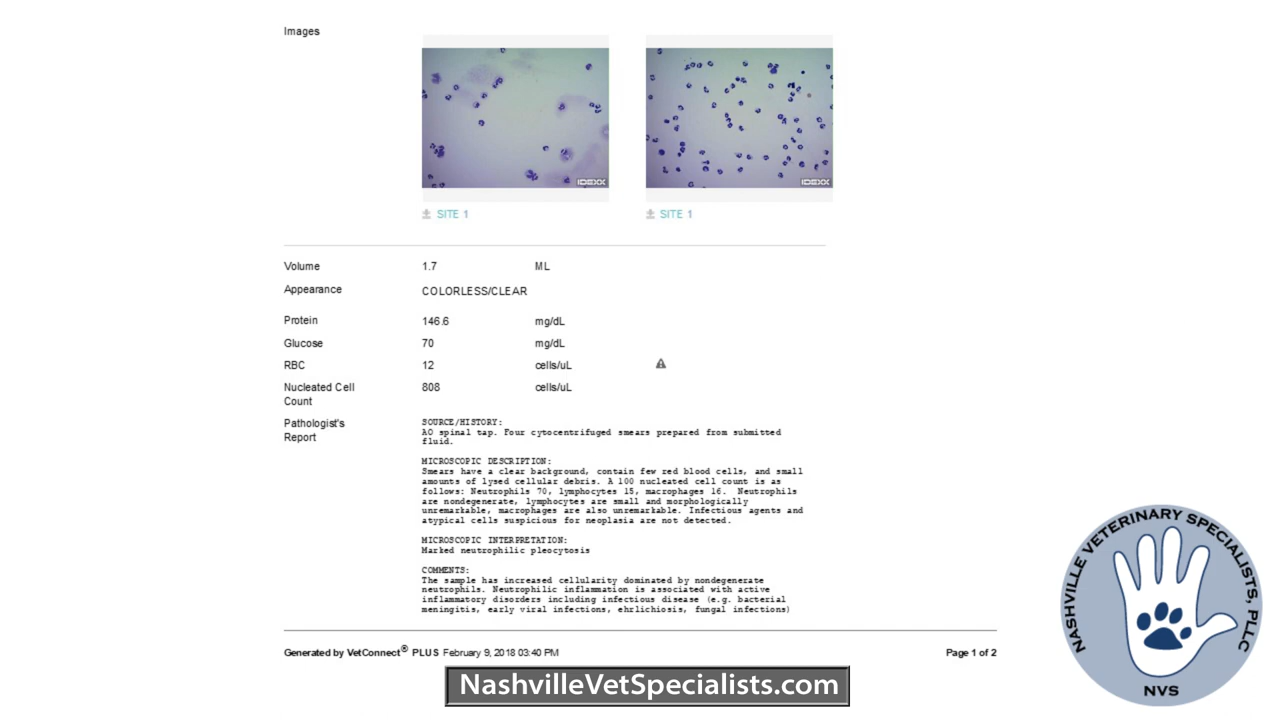 Images
IDEXX
IDEXX
SITE 1
SITE 1
Volume 1.7 ML
Appearance COLORLESS/CLEAR
Protein 146.6 mg/dL
Glucose 70 mg/dL
RBC 12 cells/uL
Nucleated Cell Count 808 cells/uL
Pathologist's Report
SOURCE/HISTORY:
AO spinal tap. Four cytocentrifuged smears prepared from submitted
fluid.
MICROSCOPIC DESCRIPTION:
Smears have a clear background, contain few red blood cells, and small
amounts of lysed cellular debris. A 100 nucleated cell count is as
follows: Neutrophils 70, lymphocytes 15, macrophages 16. Neutrophils
are nondegenerate, lymphocytes are small and morphologically
unremarkable, macrophages are also unremarkable. Infectious agents and
atypical cells suspicious for neoplasia are not detected.
MICROSCOPIC INTERPRETATION:
Marked neutrophilic pleocytosis
COMMENTS:
The sample has increased cellularity dominated by nondegenerate
neutrophils. Neutrophilic inflammation is associated with active
inflammatory disorders including infectious disease (e.g. bacterial
meningitis, early viral infections, ehrlichiosis, fungal infections)
Generated by VetConnect® PLUS February 9, 2018 03:40 PM
Page 1 of 2
NashvilleVetSpecialists.com
NASHVILLE VETERINARY SPECIALISTS, PLLC
NVS